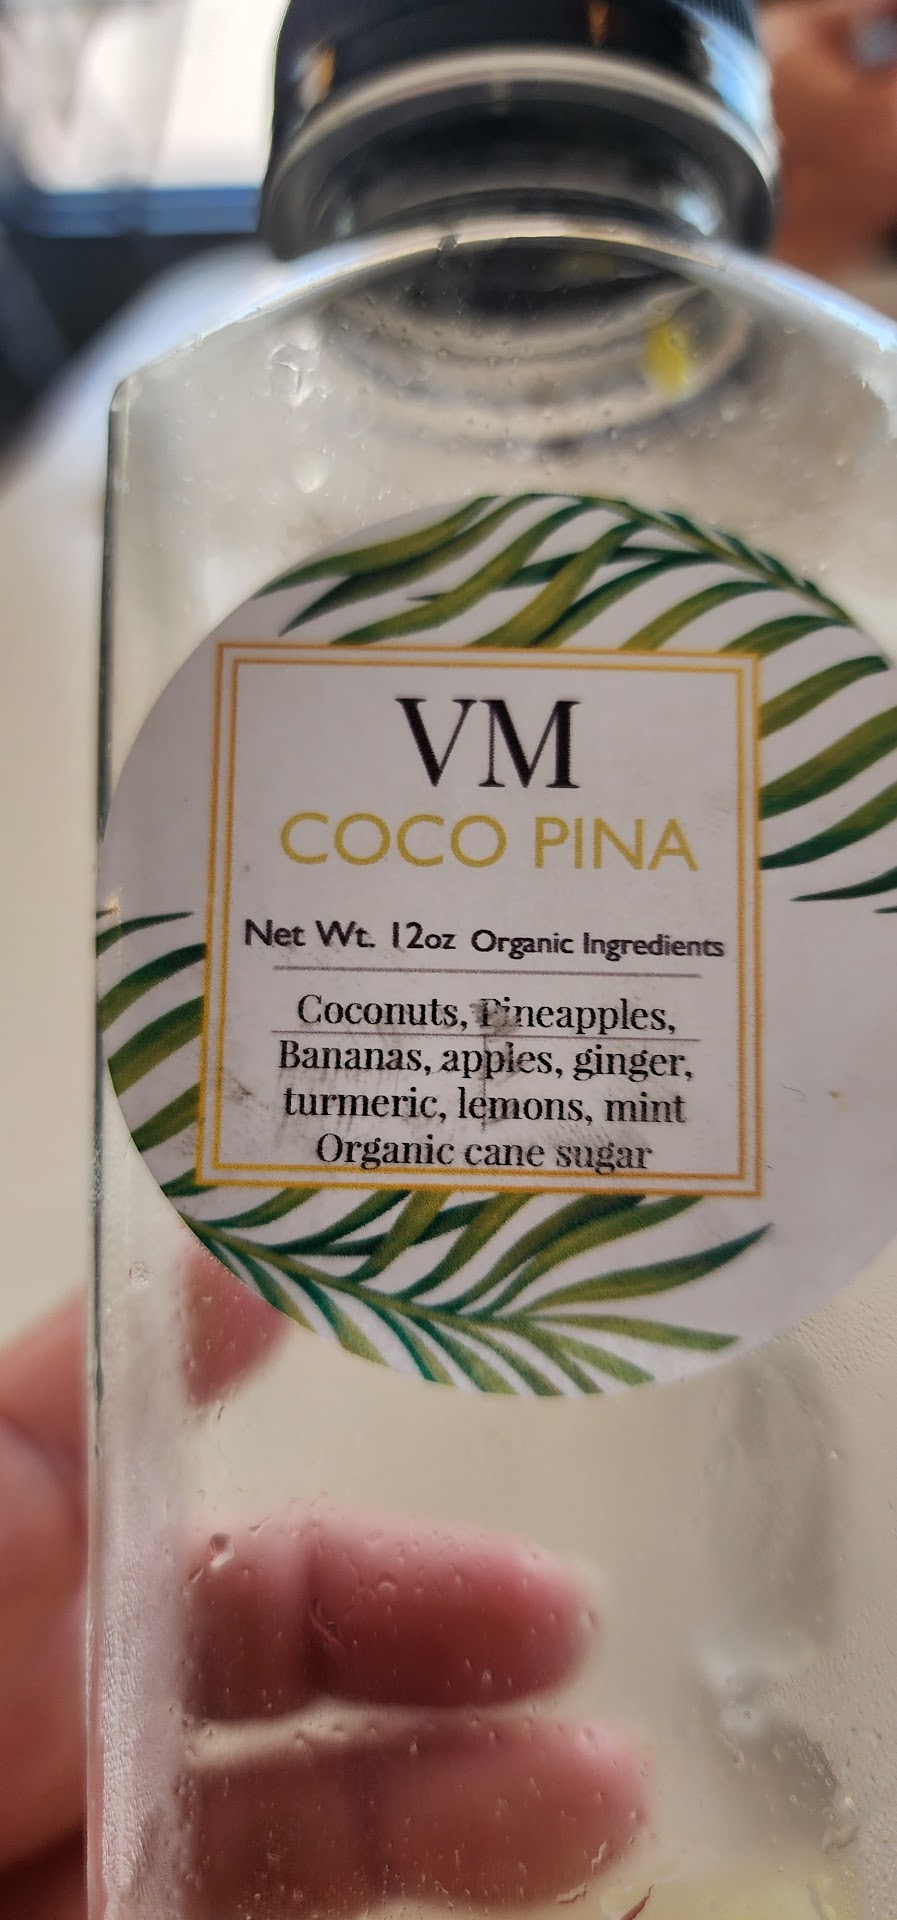 VM
COCO PINA
Net Wt. 12oz Organic Ingredients
Coconuts, Pineapples,
Bananas, apples, ginger,
turmeric, lemons, mint
Organic cane sugar